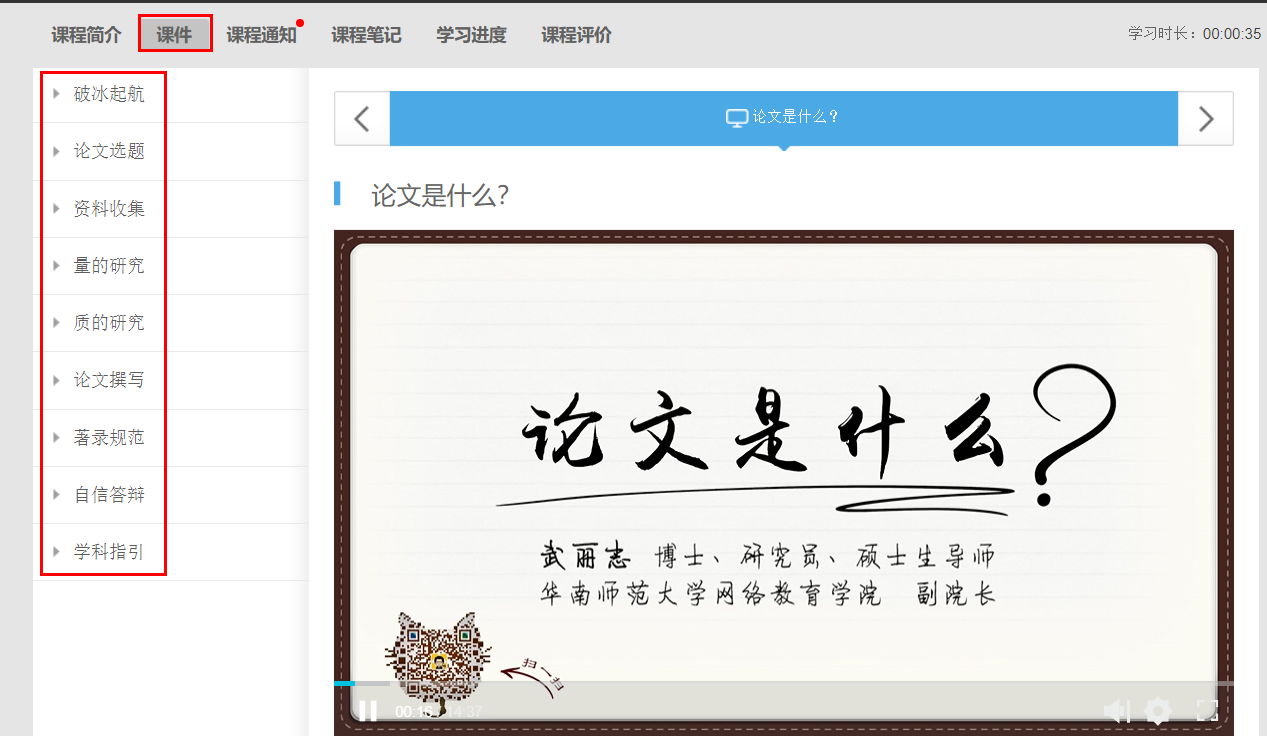 课程简介 课件 课程通知 课程笔记 学习进度 课程评价 学习时长：00:00:35
破冰起航
论文选题
资料收集
量的研究
质的研究
论文撰写
著录规范
自信答辩
学科指引
论文是什么？
论文是什么?
论文是什么?
武丽志 博士、研究员、硕士生导师
华南师范大学网络教育学院 副院长
扫一扫
00:16 / 14:37